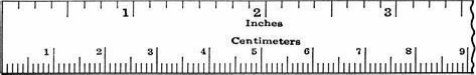 1 2 3
Inches
Centimeters
1 2 3 4 5 6 7 8 9